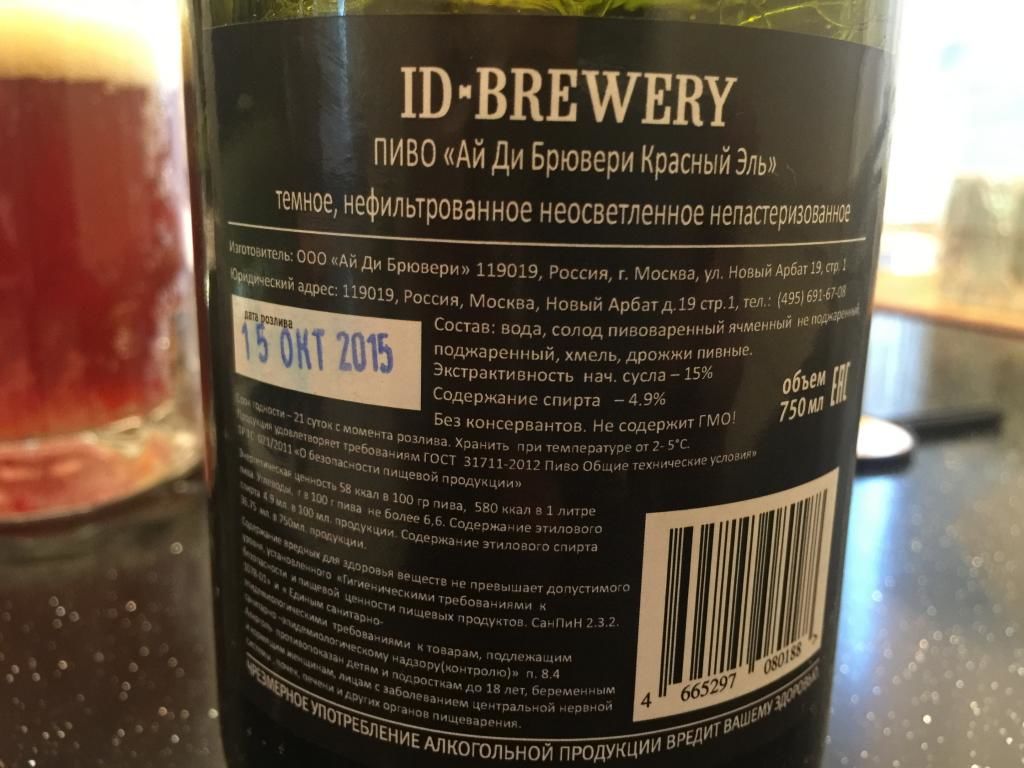 ID-BREWERY
ПИВО «Ай Ди Брювери Красный Эль»
темное, нефильтрованное неосветленное непастеризованное
Изготовитель: ООО «Ай Ди Брювери» 119019, Россия, г. Москва, ул. Новый Арбат 19, стр. 1
Юридический адрес: 119019, Россия, Москва, Новый Арбат д.19 стр.1, тел.: (495) 691-67-08
дата розлива
15 ОКТ 2015
Состав: вода, солод пивоваренный ячменный не поджаренный,
поджаренный, хмель, дрожжи пивные.
Экстрактивность нач. сусла – 15%
Содержание спирта – 4.9%
Без консервантов. Не содержит ГМО!
объем
750 мл
EAC
Срок годности – 21 суток с момента розлива. Хранить при температуре от 2- 5°С.
Продукция удовлетворяет требованиям ГОСТ 31711-2012 Пиво Общие технические условия»
ТР ТС 021/2011 «О безопасности пищевой продукции»
Энергетическая ценность 58 ккал в 100 гр пива, 580 ккал в 1 литре
пива. Углеводы, г в 100 г пива не более 6,6. Содержание этилового
спирта 4.9 мл. в 100 мл. продукции. Содержание этилового спирта
36.75 мл. в 750мл. продукции.
Содержание вредных для здоровья веществ не превышает допустимого
уровня, установленного «Гигиеническими требованиями к
безопасности и пищевой ценности пищевых продуктов. СанПиН 2.3.2.
1078-01» и « Единым санитарно-
эпидемиологическими требованиями к товарам, подлежащим
санитарно-эпидемиологическому надзору(контролю)» п. 8.4
Алкоголь противопоказан детям и подросткам до 18 лет, беременным
и кормящим женщинам, лицам с заболеванием центральной нервной
системы, почек, печени и других органов пищеварения.
4 665297 080188
ЧРЕЗМЕРНОЕ УПОТРЕБЛЕНИЕ АЛКОГОЛЬНОЙ ПРОДУКЦИИ ВРЕДИТ ВАШЕМУ ЗДОРОВЬЮ